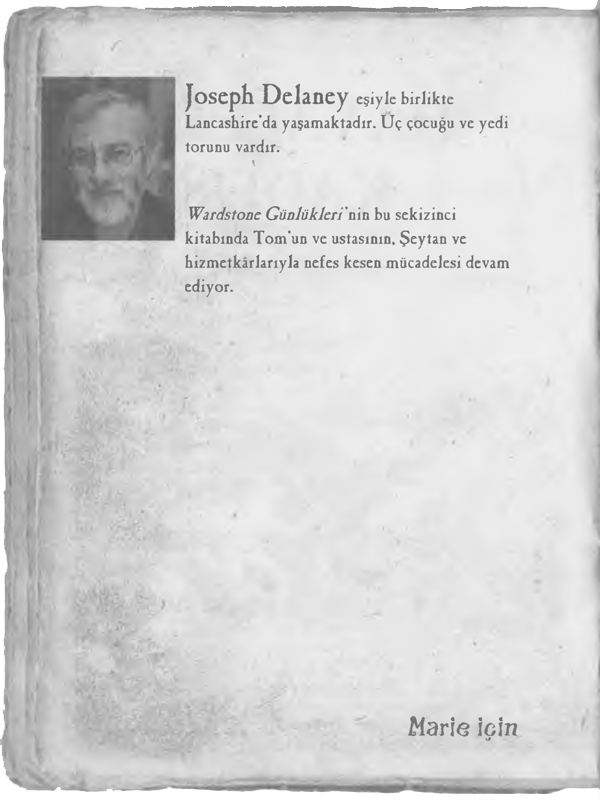 Joseph Delaney eşiyle birlikte
Lancashire'da yaşamaktadır. Üç çocuğu ve yedi
torunu vardır.
Wardstone Günlükleri'nin bu sekizinci
kitabında Tom'un ve ustasının, Şeytan ve
hizmetkârlarıyla nefes kesen mücadelesi devam
ediyor.
Marie için